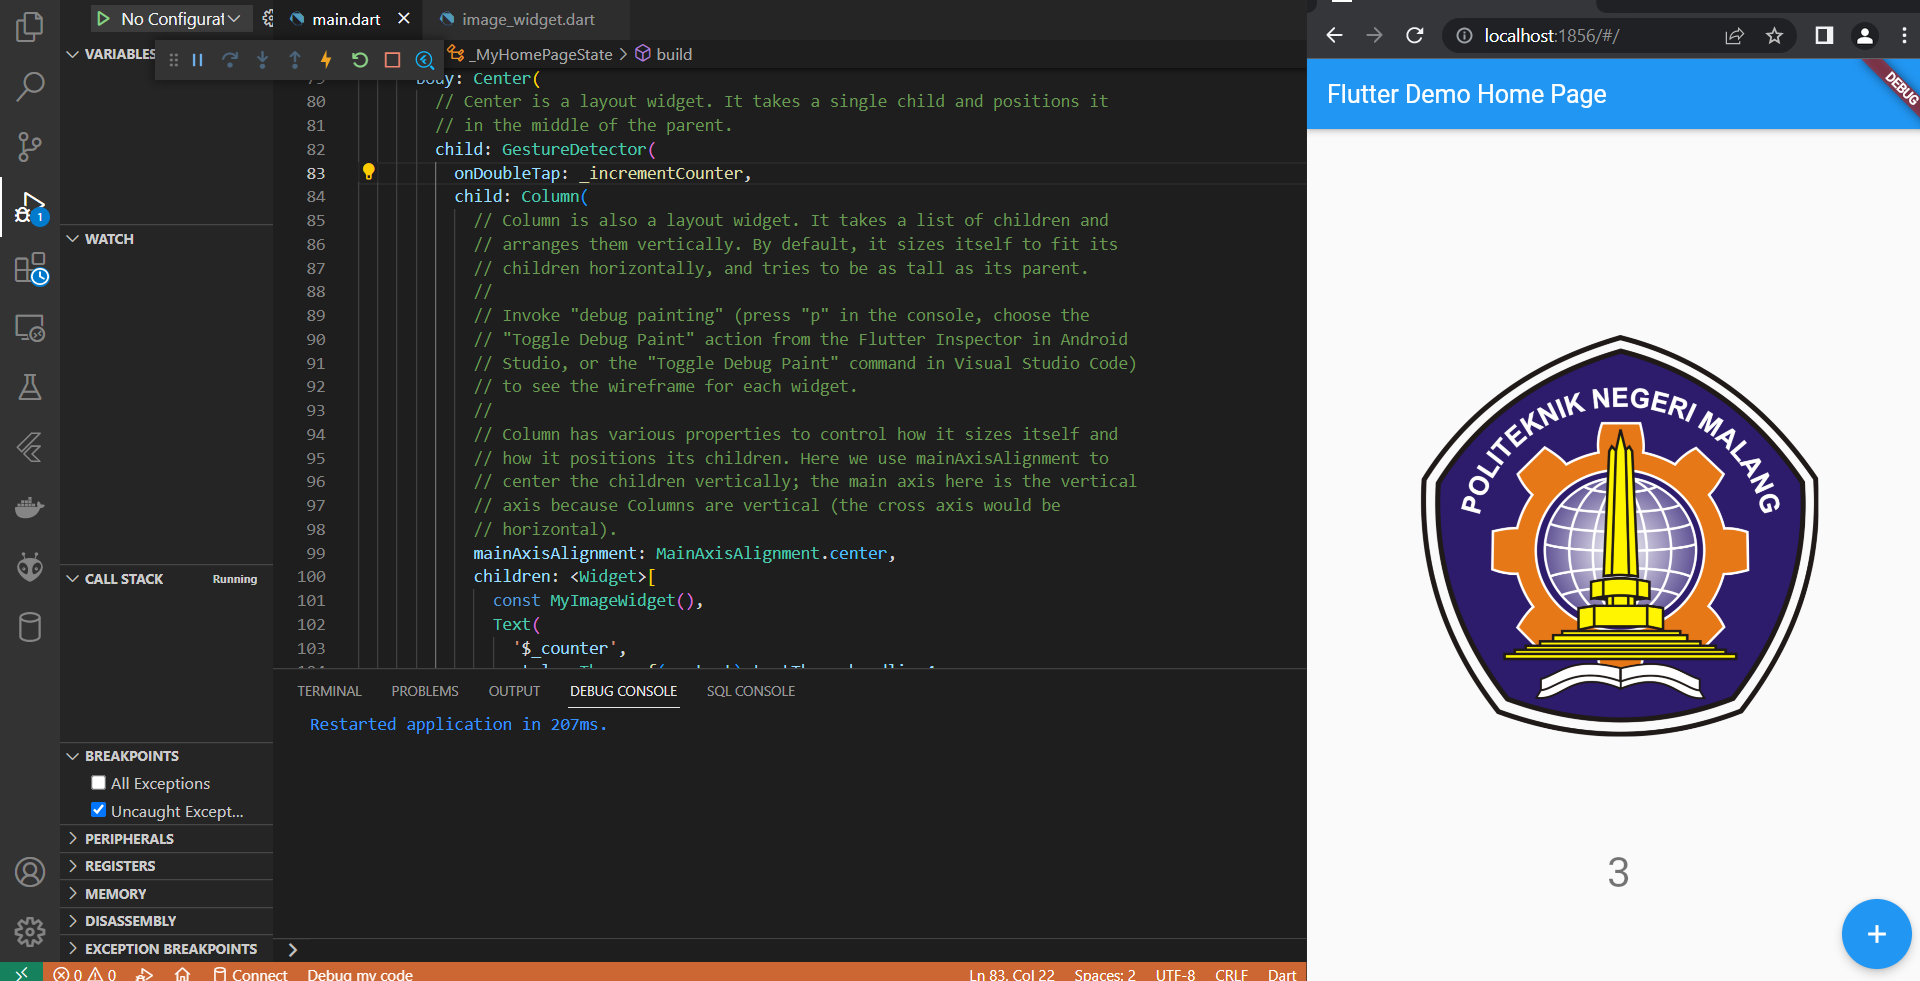 No Configurat
main.dart
image_widget.dart
VARIABLES
_MyHomePageState > build
body: Center(
80 // Center is a layout widget. It takes a single child and positions it
81 // in the middle of the parent.
82 child: GestureDetector(
83 onDoubleTap: _incrementCounter,
84 child: Column(
85 // Column is also a layout widget. It takes a list of children and
86 // arranges them vertically. By default, it sizes itself to fit its
87 // children horizontally, and tries to be as tall as its parent.
88 //
89 // Invoke "debug painting" (press "p" in the console, choose the
90 // "Toggle Debug Paint" action from the Flutter Inspector in Android
91 // Studio, or the "Toggle Debug Paint" command in Visual Studio Code)
92 // to see the wireframe for each widget.
93 //
94 // Column has various properties to control how it sizes itself and
95 // how it positions its children. Here we use mainAxisAlignment to
96 // center the children vertically; the main axis here is the vertical
97 // axis because Columns are vertical (the cross axis would be
98 // horizontal).
99 mainAxisAlignment: MainAxisAlignment.center,
100 children: <Widget>[
101 const MyImageWidget(),
102 Text(
103 '$_counter',
1
WATCH
CALL STACK Running
BREAKPOINTS
All Exceptions
Uncaught Except...
PERIPHERALS
REGISTERS
MEMORY
DISASSEMBLY
EXCEPTION BREAKPOINTS
TERMINAL PROBLEMS OUTPUT DEBUG CONSOLE SQL CONSOLE
Restarted application in 207ms.
0 0 Connect Debug my code Ln 83, Col 22 Spaces: 2 UTF-8 CRLF Dart
localhost:1856/#/
Flutter Demo Home Page
DEBUG
POLITEKNIK NEGERI MALANG
3
+